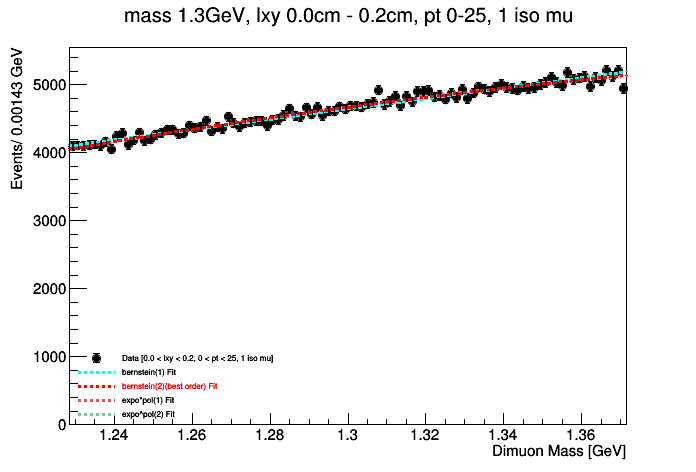 mass 1.3GeV, lxy 0.0cm - 0.2cm, pt 0-25, 1 iso mu
Events/ 0.00143 GeV
5000
4000
3000
2000
1000
0
Data [0.0 < lxy < 0.2, 0 < pt < 25, 1 iso mu]
bernstein(1) Fit
bernstein(2)(best order) Fit
expo*pol(1) Fit
expo*pol(2) Fit
1.24 1.26 1.28 1.3 1.32 1.34 1.36
Dimuon Mass [GeV]